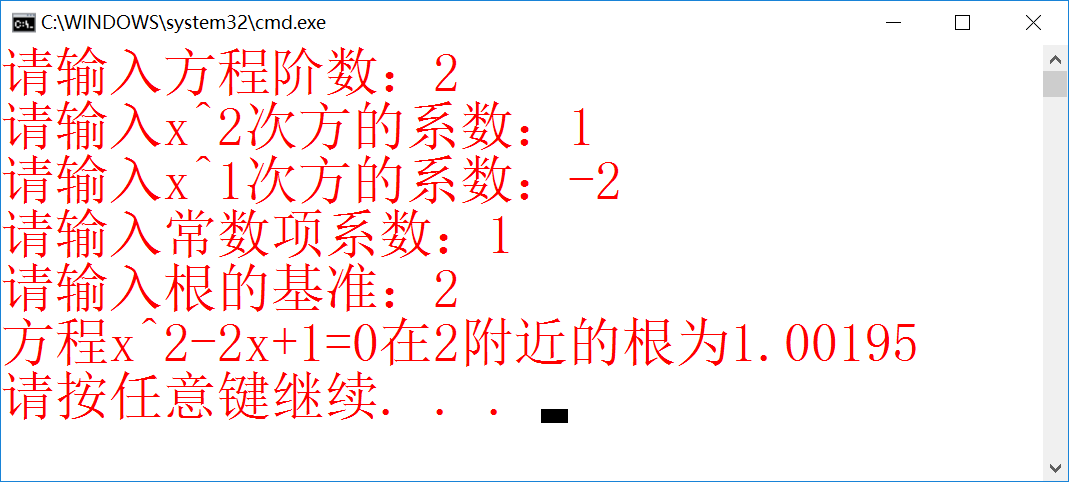 C:\WINDOWS\system32\cmd.exe
请输入方程阶数：2
请输入x^2次方的系数：1
请输入x^1次方的系数：-2
请输入常数项系数：1
请输入根的基准：2
方程x^2-2x+1=0在2附近的根为1.00195
请按任意键继续. . .